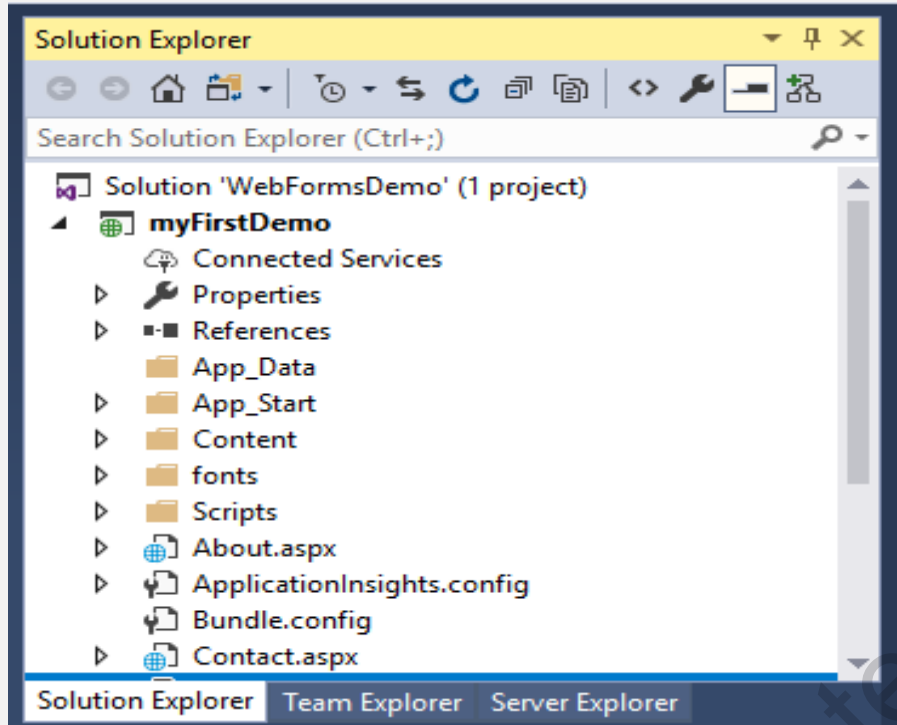 Solution Explorer
Search Solution Explorer (Ctrl+;)
Solution 'WebFormsDemo' (1 project)
myFirstDemo
Connected Services
Properties
References
App_Data
App_Start
Content
fonts
Scripts
About.aspx
ApplicationInsights.config
Bundle.config
Contact.aspx
Solution Explorer Team Explorer Server Explorer